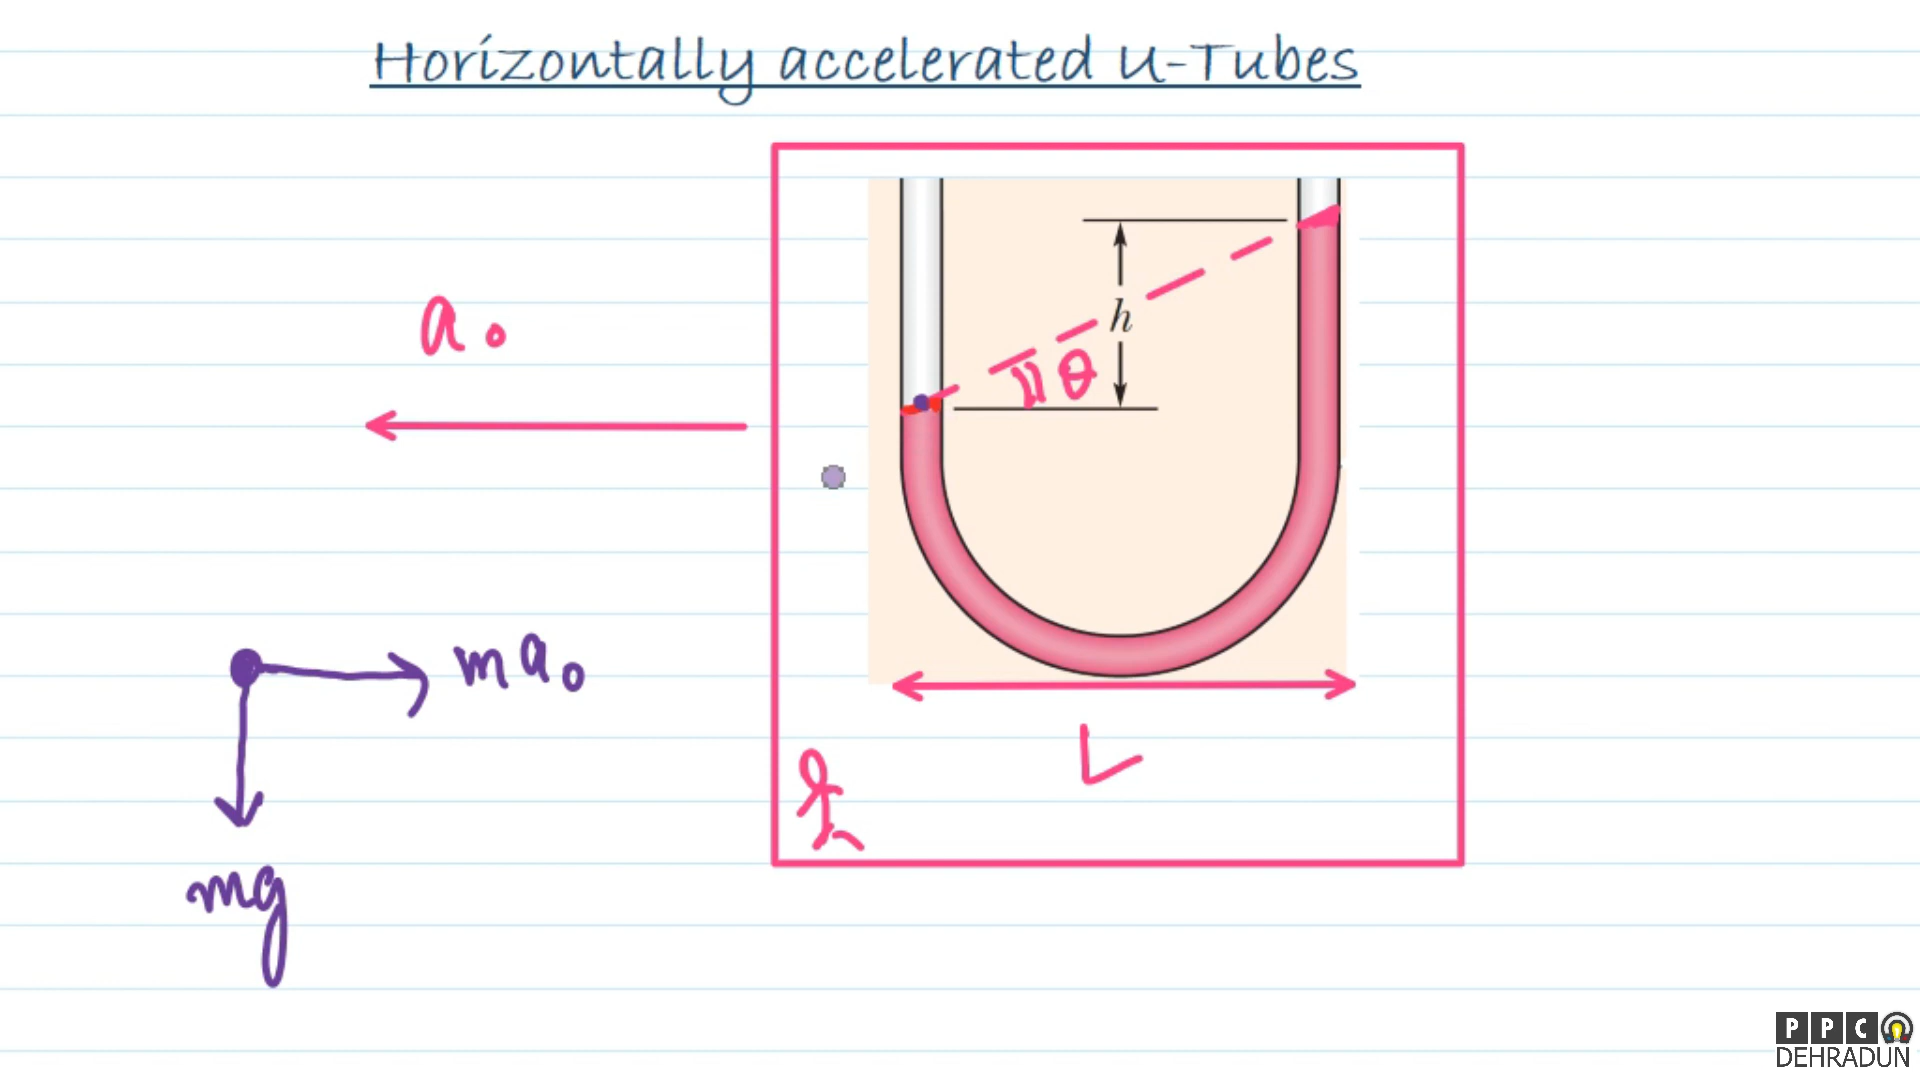 Horizontally accelerated U-Tubes
a₀
h
θ
L
ma₀
mg
PPC
DEHRADUN